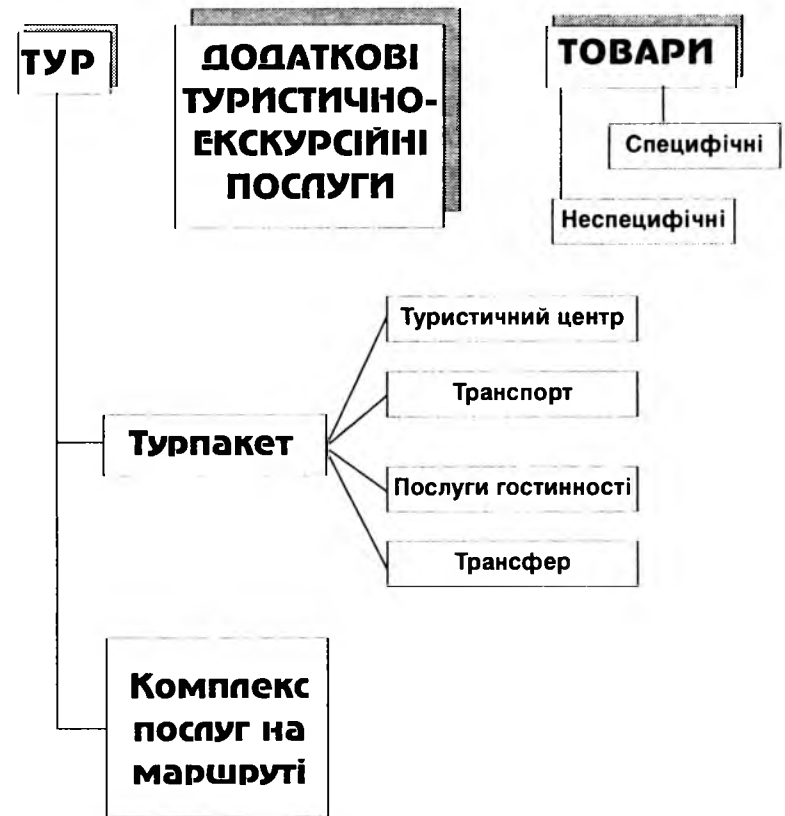 ТУР
ДОДАТКОВІ
ТУРИСТИЧНО-
ЕКСКУРСІЙНІ
ПОСЛУГИ
ТОВАРИ
Специфічні
Неспецифічні
Туристичний центр
Транспорт
Турпакет
Послуги гостинності
Трансфер
Комплекс
послуг на
маршруті